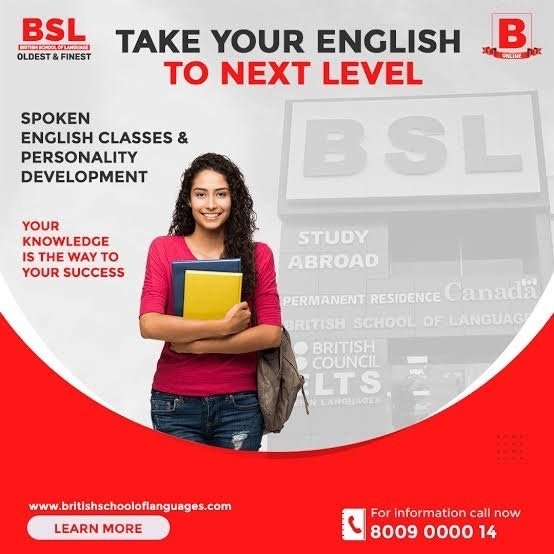 BSL
BRITISH SCHOOL OF LANGUAGE
OLDEST & FINEST
TAKE YOUR ENGLISH
TO NEXT LEVEL
B
ONLINE
SPOKEN
ENGLISH CLASSES &
PERSONALITY
DEVELOPMENT
YOUR
KNOWLEDGE
IS THE WAY TO
YOUR SUCCESS
BSL
STUDY
ABROAD
PERMANENT RESIDENCE Canada
BRITISH SCHOOL OF LANGUAGE
BRITISH
COUNCIL
LTS
LANGUAGES
www.britishschooloflanguages.com
LEARN MORE
For information call now
8009 0000 14